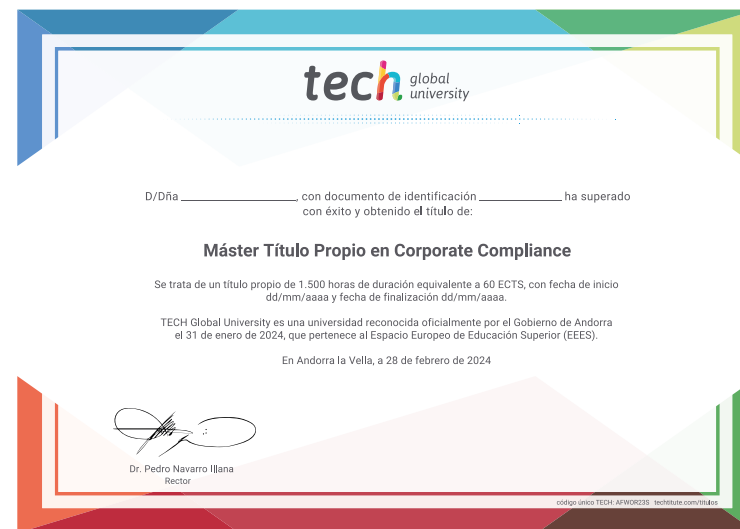 tech global university
D/Dña ______________, con documento de identificación ______________ ha superado
con éxito y obtenido el título de:
Máster Título Propio en Corporate Compliance
Se trata de un título propio de 1.500 horas de duración equivalente a 60 ECTS, con fecha de inicio
dd/mm/aaaa y fecha de finalización dd/mm/aaaa.
TECH Global University es una universidad reconocida oficialmente por el Gobierno de Andorra
el 31 de enero de 2024, que pertenece al Espacio Europeo de Educación Superior (EEES).
En Andorra la Vella, a 28 de febrero de 2024
Dr. Pedro Navarro Illana
Rector
código único TECH: AFWOR23S techtitute.com/titulos